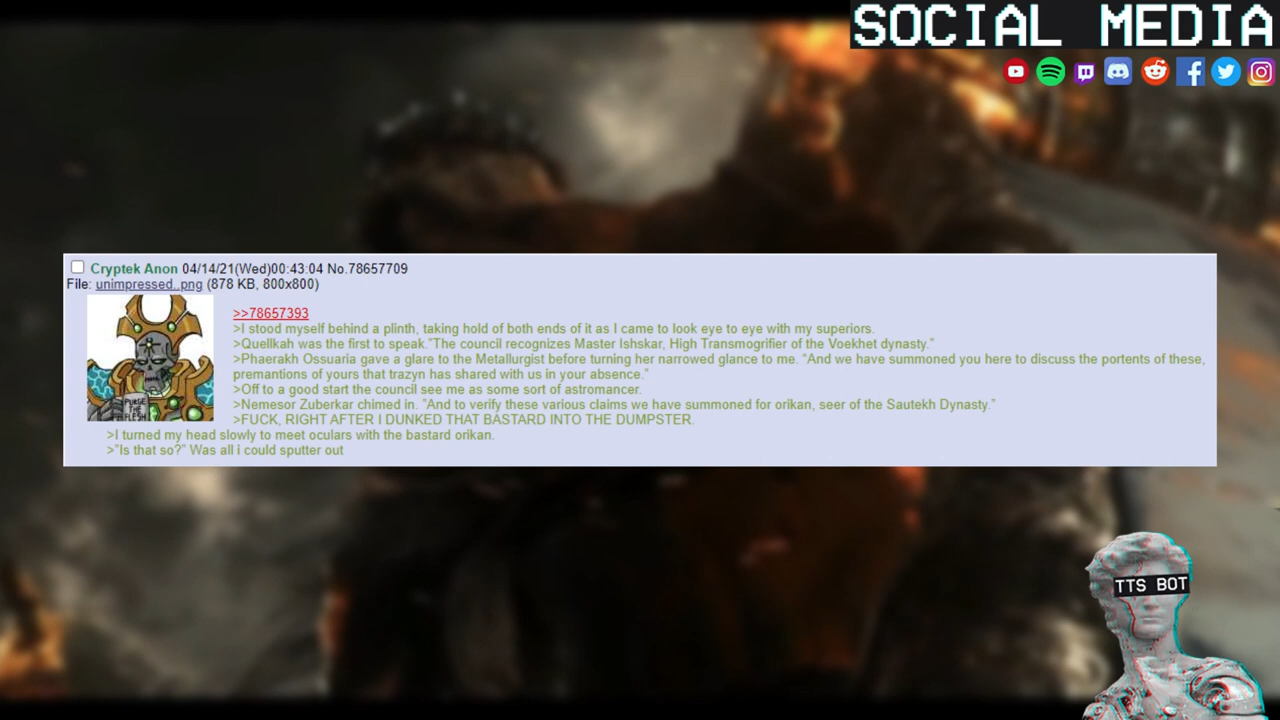 SOCIAL MEDIA
Cryptek Anon 04/14/21(Wed)00:43:04 No.78657709
File: unimpressed..png (878 KB, 800x800)
>>78657393
>I stood myself behind a plinth, taking hold of both ends of it as I came to look eye to eye with my superiors.
>Quellkah was the first to speak."The council recognizes Master Ishskar, High Transmogrifier of the Voekhet dynasty."
>Phaerakh Ossuaria gave a glare to the Metallurgist before turning her narrowed glance to me. "And we have summoned you here to discuss the portents of these,
premantions of yours that trazyn has shared with us in your absence."
>Off to a good start the council see me as some sort of astromancer.
>Nemesor Zuberkar chimed in. "And to verify these various claims we have summoned for orikan, seer of the Sautekh Dynasty."
>FUCK, RIGHT AFTER I DUNKED THAT BASTARD INTO THE DUMPSTER.
>I turned my head slowly to meet oculars with the bastard orikan.
>"Is that so?" Was all i could sputter out
PURGE
THE
FLESH
TTS BOT